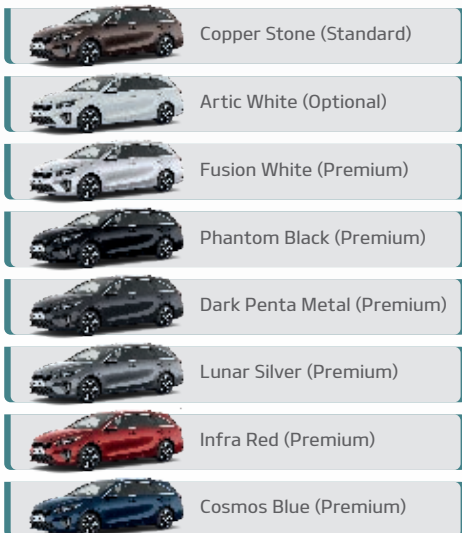 Copper Stone (Standard)
Artic White (Optional)
Fusion White (Premium)
Phantom Black (Premium)
Dark Penta Metal (Premium)
Lunar Silver (Premium)
Infra Red (Premium)
Cosmos Blue (Premium)